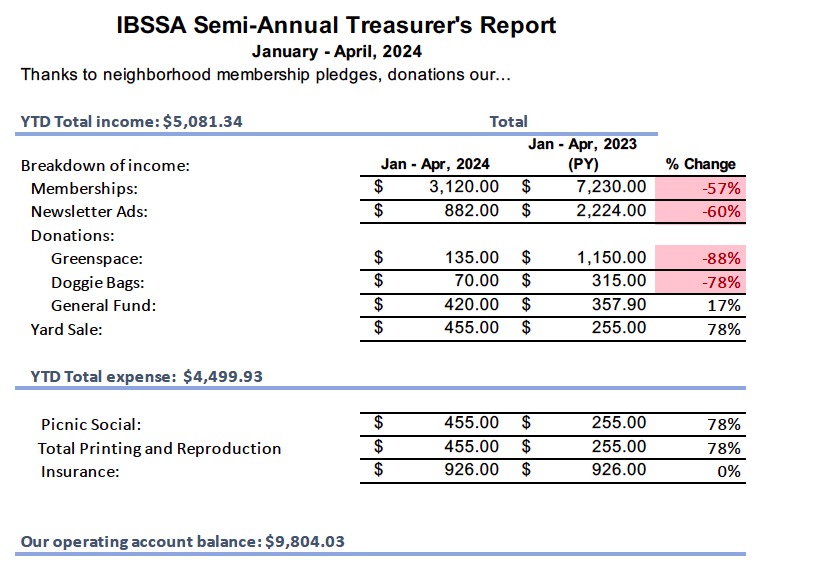 IBSSA Semi-Annual Treasurer's Report
January - April, 2024
Thanks to neighborhood membership pledges, donations our...
YTD Total income: $5,081.34 Total
Breakdown of income: Jan - Apr, 2024 Jan - Apr, 2023 (PY) % Change
Memberships: $ 3,120.00 $ 7,230.00 -57%
Newsletter Ads: $ 882.00 $ 2,224.00 -60%
Donations:
Greenspace: $ 135.00 $ 1,150.00 -88%
Doggie Bags: $ 70.00 $ 315.00 -78%
General Fund: $ 420.00 $ 357.90 17%
Yard Sale: $ 455.00 $ 255.00 78%
YTD Total expense: $4,499.93
Picnic Social: $ 455.00 $ 255.00 78%
Total Printing and Reproduction $ 455.00 $ 255.00 78%
Insurance: $ 926.00 $ 926.00 0%
Our operating account balance: $9,804.03